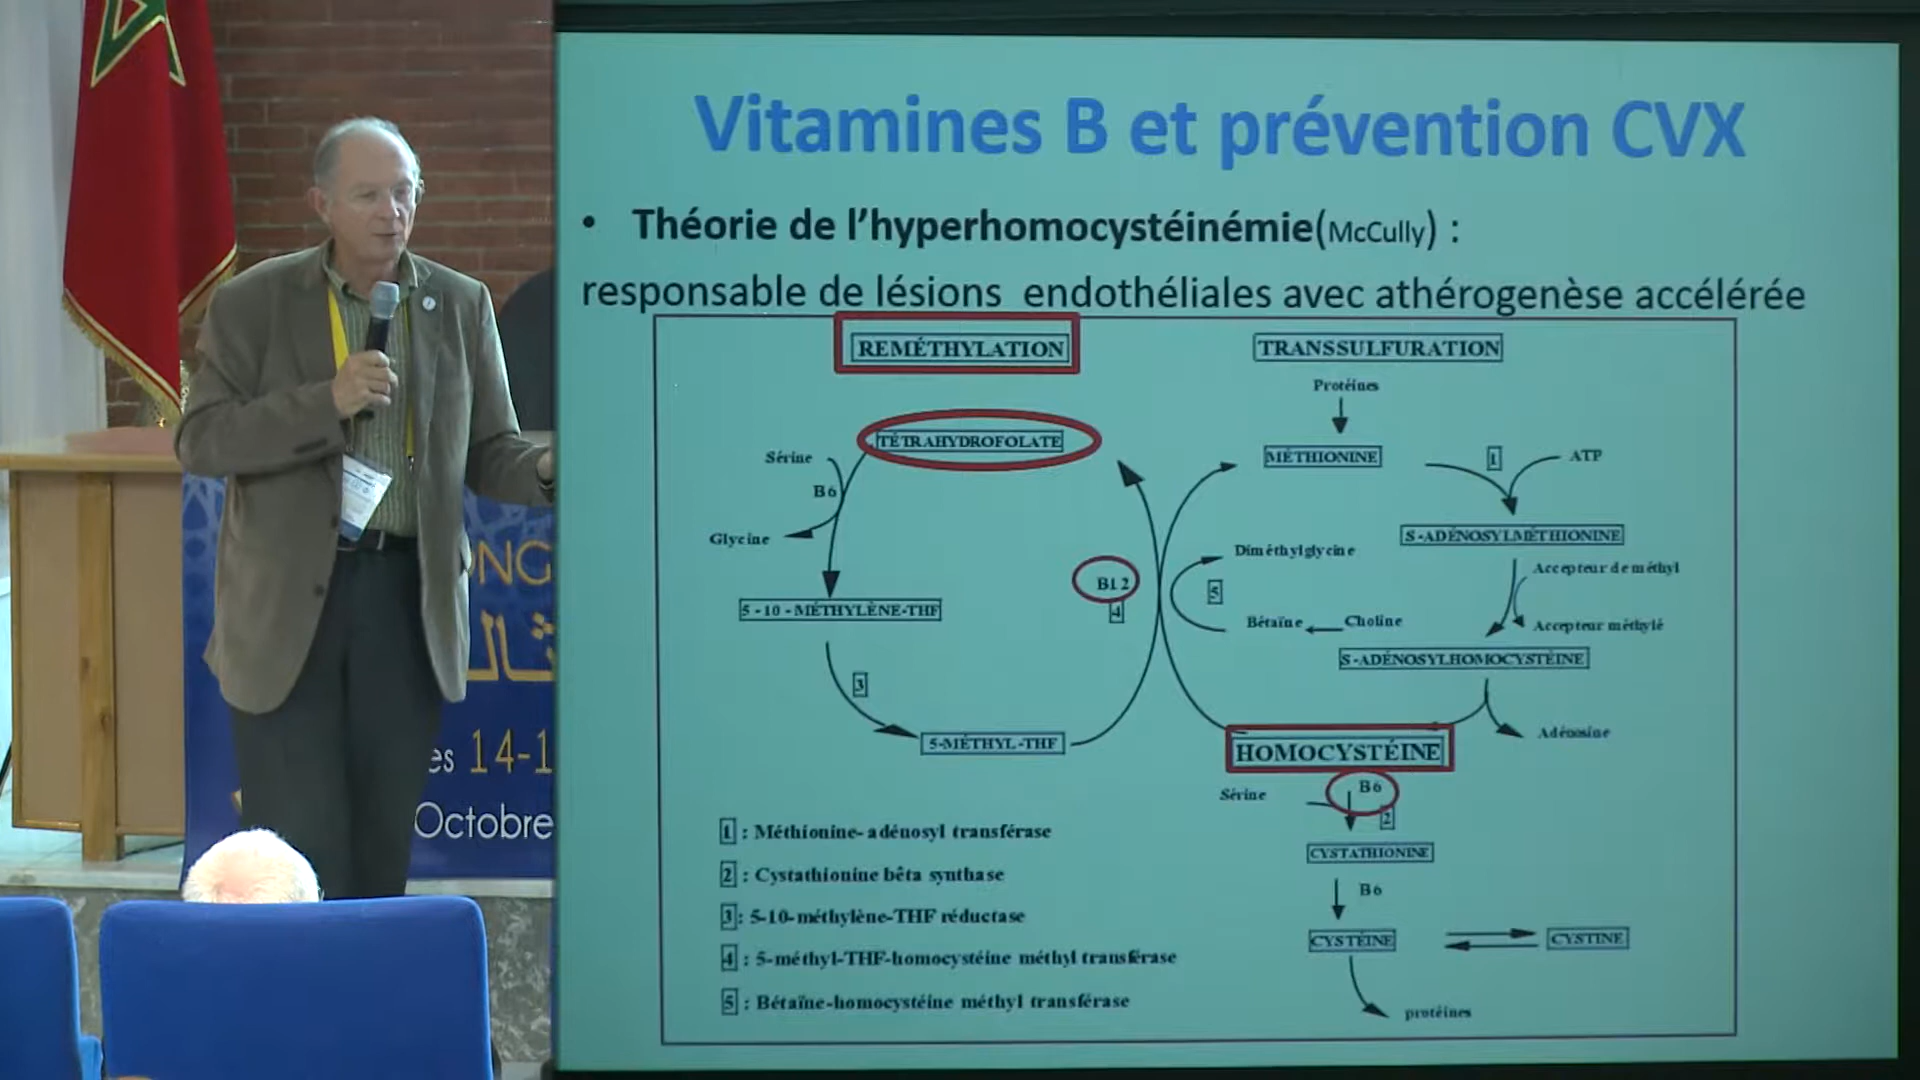 Vitamines B et prévention CVX
• Théorie de l'hyperhomocystéinémie(McCully) :
responsable de lésions endothéliales avec athérogenèse accélérée
REMÉTHYLATION
TÉTRAHYDROFOLATE
Sérine
B6
Glycine
5-10-MÉTHYLÈNE-THF
3
5-MÉTHYL-THF
B12
4
TRANSSULFURATION
Protéines
MÉTHIONINE
1
ATP
S-ADÉNOSYLMÉTHIONINE
Diméthylglycine
Accepteur de méthyl
5
Bétaïne
Choline
Accepteur méthylé
S-ADÉNOSYLHOMOCYSTÉINE
Adénosine
HOMOCYSTÉINE
Sérine
B6
2
CYSTATHIONINE
B6
CYSTÉINE
CYSTINE
protéines
1 : Méthionine-adénosyl transférase
2 : Cystathionine bêta synthase
3 : 5-10-méthylène-THF réductase
4 : 5-méthyl-THF-homocystéine méthyl transférase
5 : Bétaïne-homocystéine méthyl transférase
ONG
es 14-1
Octobre